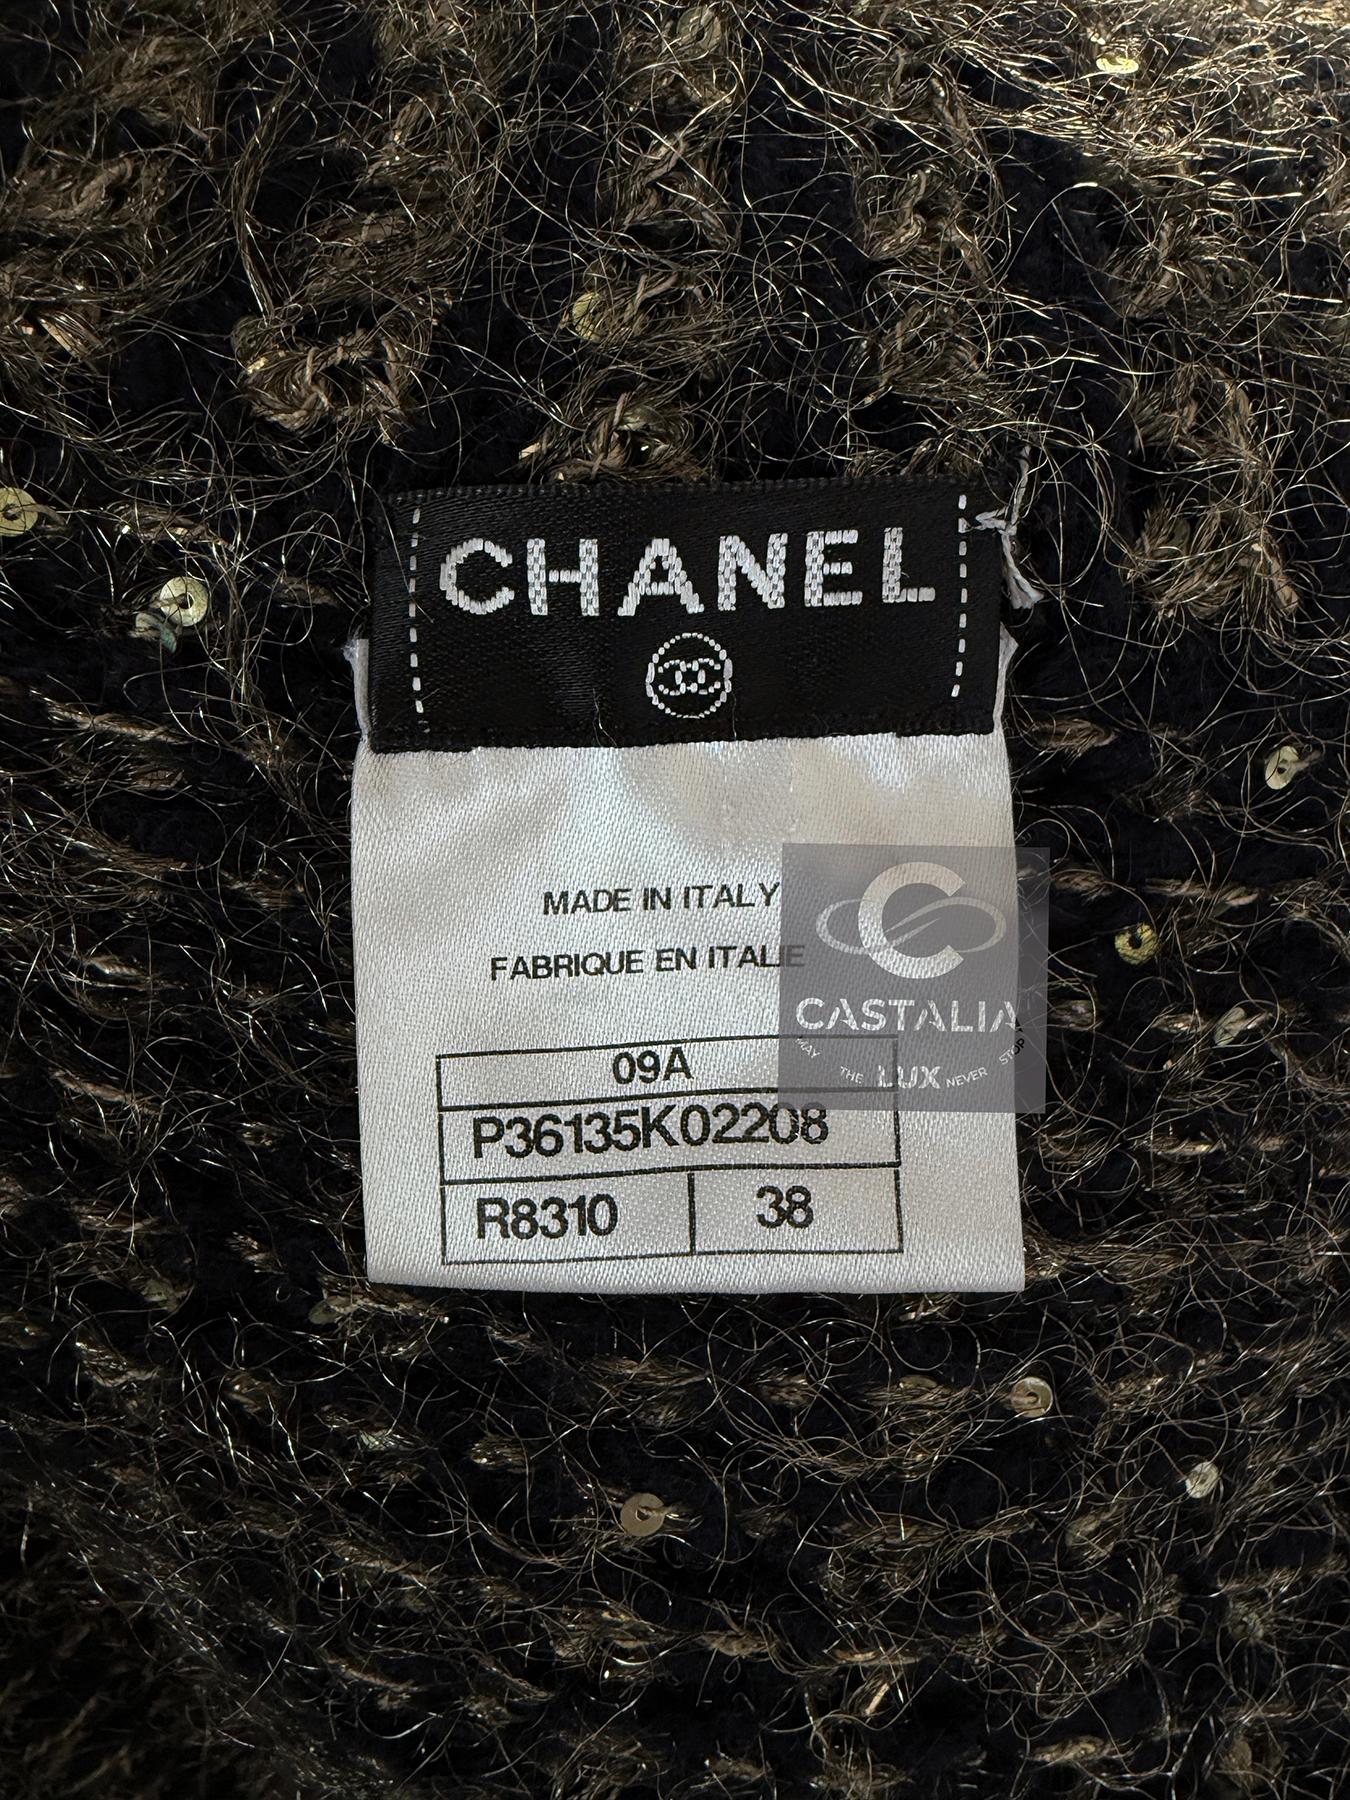 CHANEL
MADE IN ITALY
FABRIQUE EN ITALIE
09A
P36135K02208
R8310 38
CASTALIA
MAY THE LUX NEVER STOP